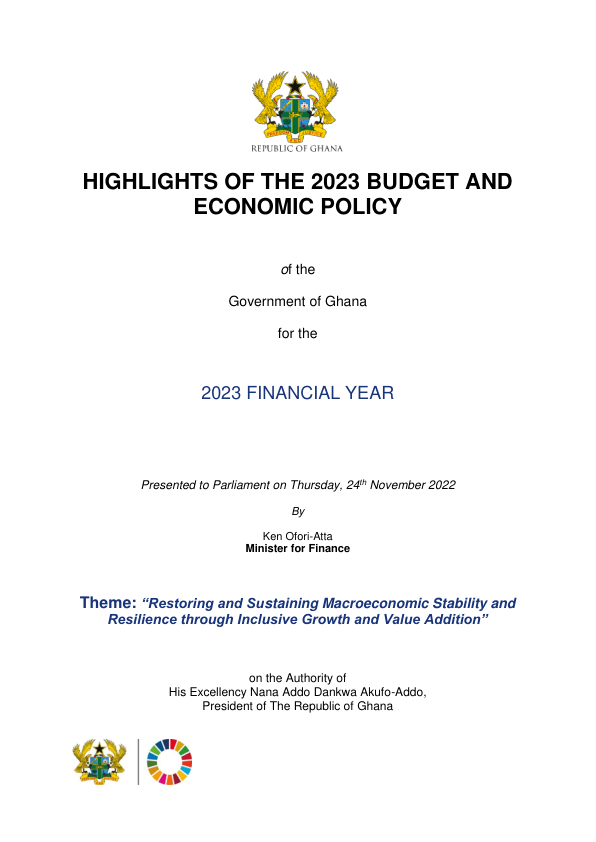 REPUBLIC OF GHANA
HIGHLIGHTS OF THE 2023 BUDGET AND
ECONOMIC POLICY
of the
Government of Ghana
for the
2023 FINANCIAL YEAR
Presented to Parliament on Thursday, 24th November 2022
By
Ken Ofori-Atta
Minister for Finance
Theme: “Restoring and Sustaining Macroeconomic Stability and
Resilience through Inclusive Growth and Value Addition”
on the Authority of
His Excellency Nana Addo Dankwa Akufo-Addo,
President of The Republic of Ghana